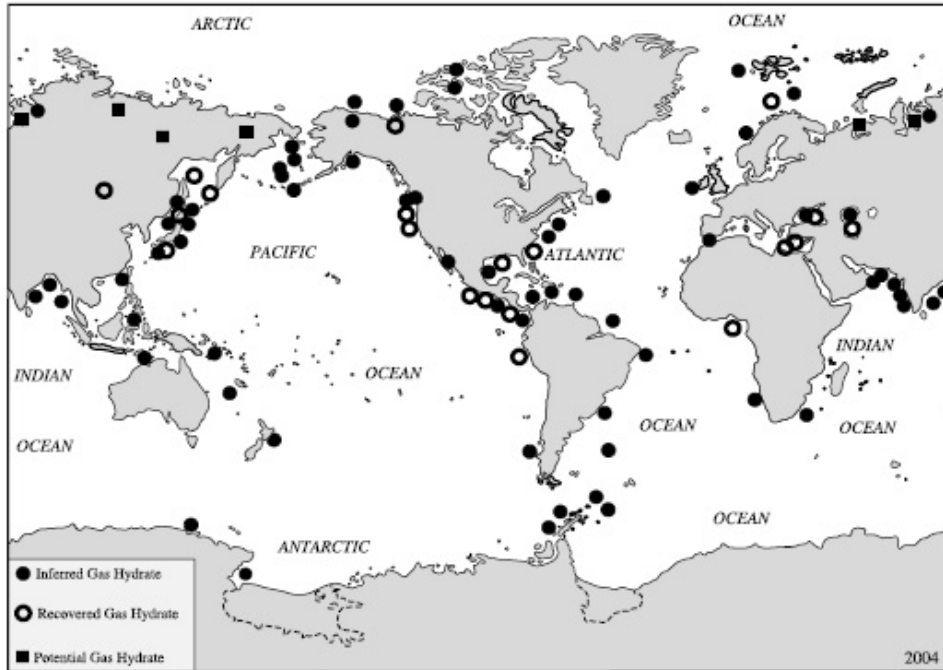 ARCTIC
OCEAN
PACIFIC
ATLANTIC
INDIAN
OCEAN
INDIAN
OCEAN
OCEAN
OCEAN
OCEAN
ANTARCTIC
Inferred Gas Hydrate
Recovered Gas Hydrate
Potential Gas Hydrate
2004